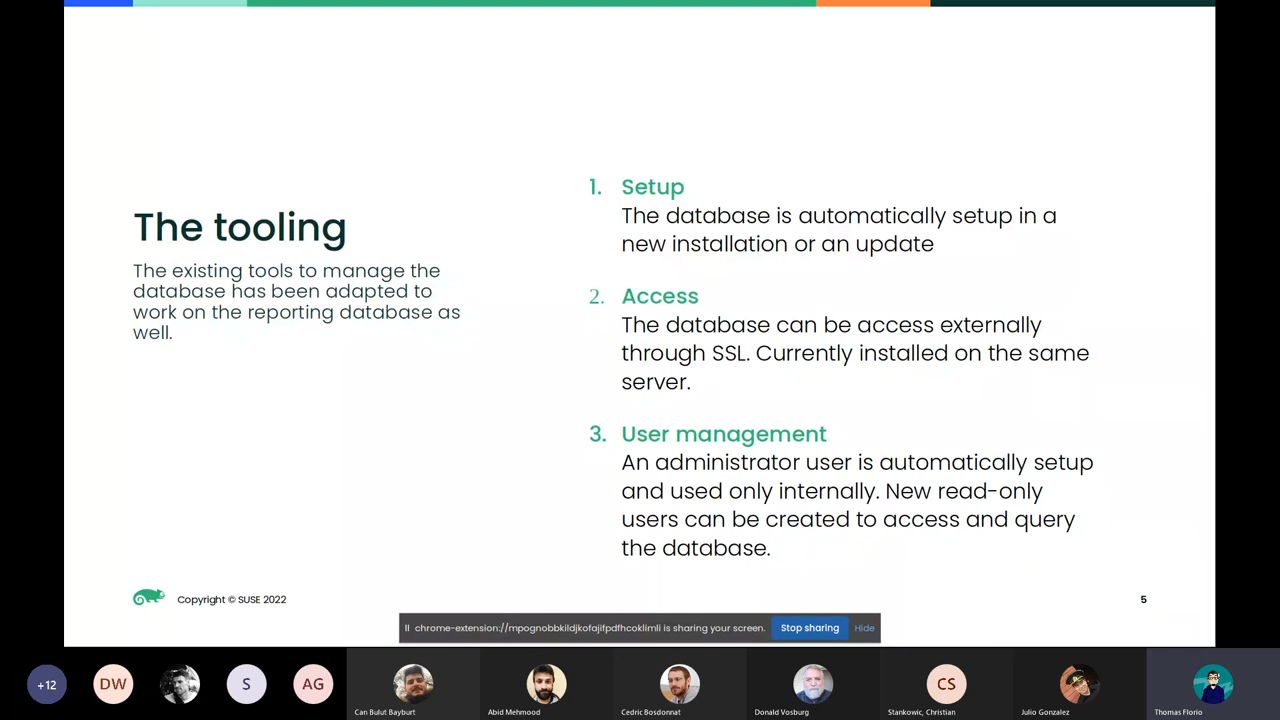 The tooling
The existing tools to manage the
database has been adapted to
work on the reporting database as
well.
1. Setup
The database is automatically setup in a
new installation or an update
2. Access
The database can be access externally
through SSL. Currently installed on the same
server.
3. User management
An administrator user is automatically setup
and used only internally. New read-only
users can be created to access and query
the database.
Copyright © SUSE 2022
5
chrome-extension://mpognobbkildjkofajifpdfhcoklimli is sharing your screen. Stop sharing Hide
+12 DW S AG CS
Can Bulut Bayburt Abid Mehmood Cedric Bosdonnat Donald Vosburg Stankowic, Christian Julio Gonzalez Thomas Florio